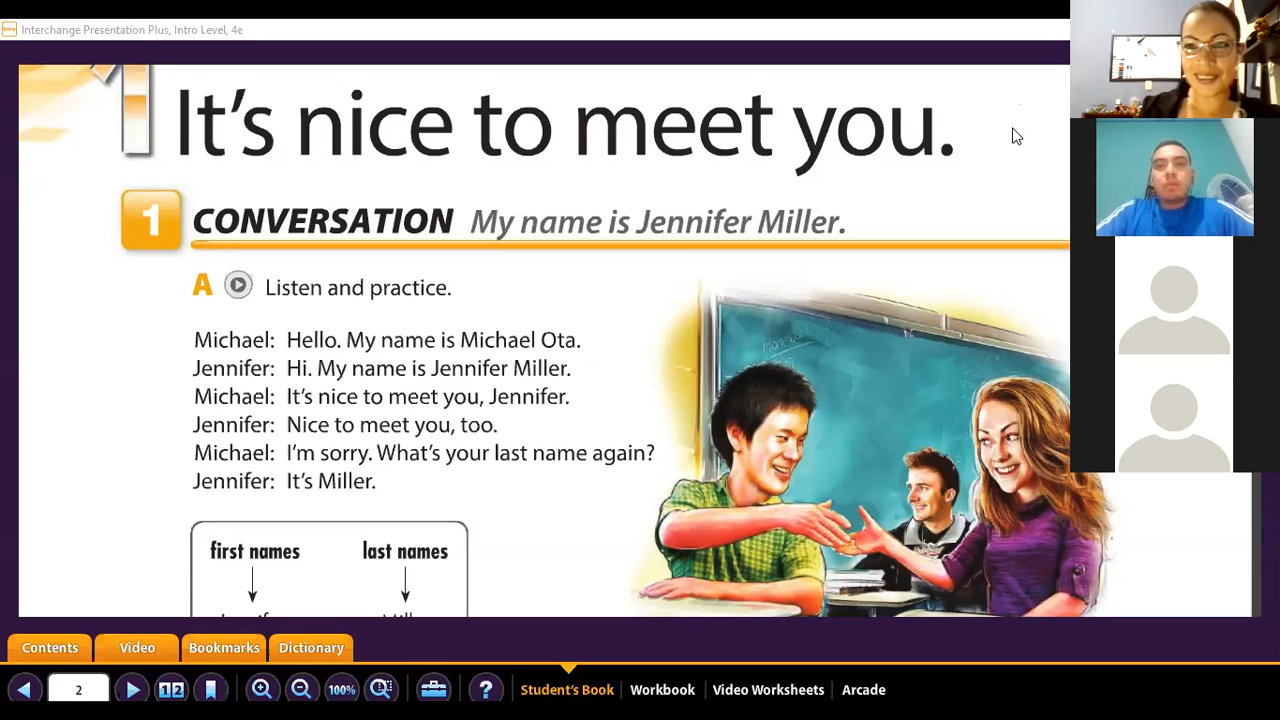 Interchange Presentation Plus, Intro Level, 4e
1 It's nice to meet you.
1 CONVERSATION My name is Jennifer Miller.
A Listen and practice.
Michael: Hello. My name is Michael Ota.
Jennifer: Hi. My name is Jennifer Miller.
Michael: It's nice to meet you, Jennifer.
Jennifer: Nice to meet you, too.
Michael: I'm sorry. What's your last name again?
Jennifer: It's Miller.
first names last names
Contents Video Bookmarks Dictionary
2 12 100% ? Student's Book Workbook Video Worksheets Arcade